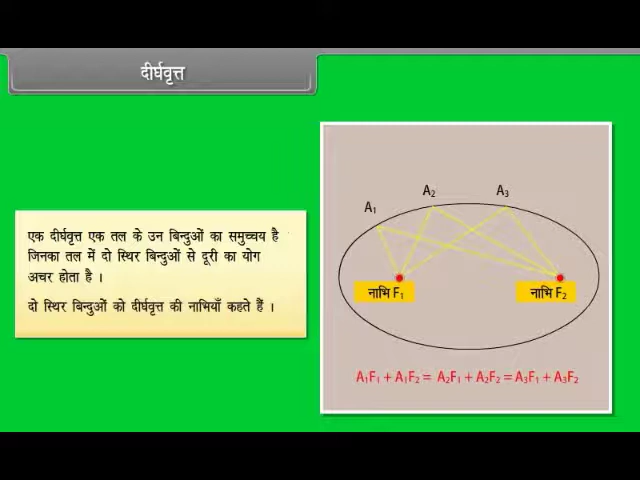 दीर्घवृत्त
एक दीर्घवृत्त एक तल के उन बिन्दुओं का समुच्चय है
जिनका तल में दो स्थिर बिन्दुओं से दूरी का योग
अचर होता है ।
दो स्थिर बिन्दुओं को दीर्घवृत्त की नाभियाँ कहते हैं ।
A₁
A₂
A₃
नाभि F₁
नाभि F₂
A₁F₁ + A₁F₂ = A₂F₁ + A₂F₂ = A₃F₁ + A₃F₂